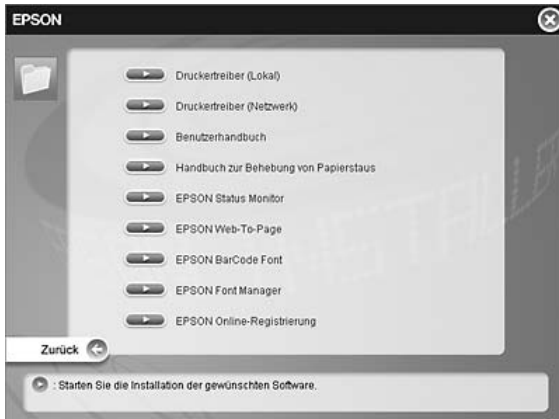 EPSON
Druckertreiber (Lokal)
Druckertreiber (Netzwerk)
Benutzerhandbuch
Handbuch zur Behebung von Papierstaus
EPSON Status Monitor
EPSON Web-To-Page
EPSON BarCode Font
EPSON Font Manager
EPSON Online-Registrierung
Zurück
: Starten Sie die Installation der gewünschten Software.